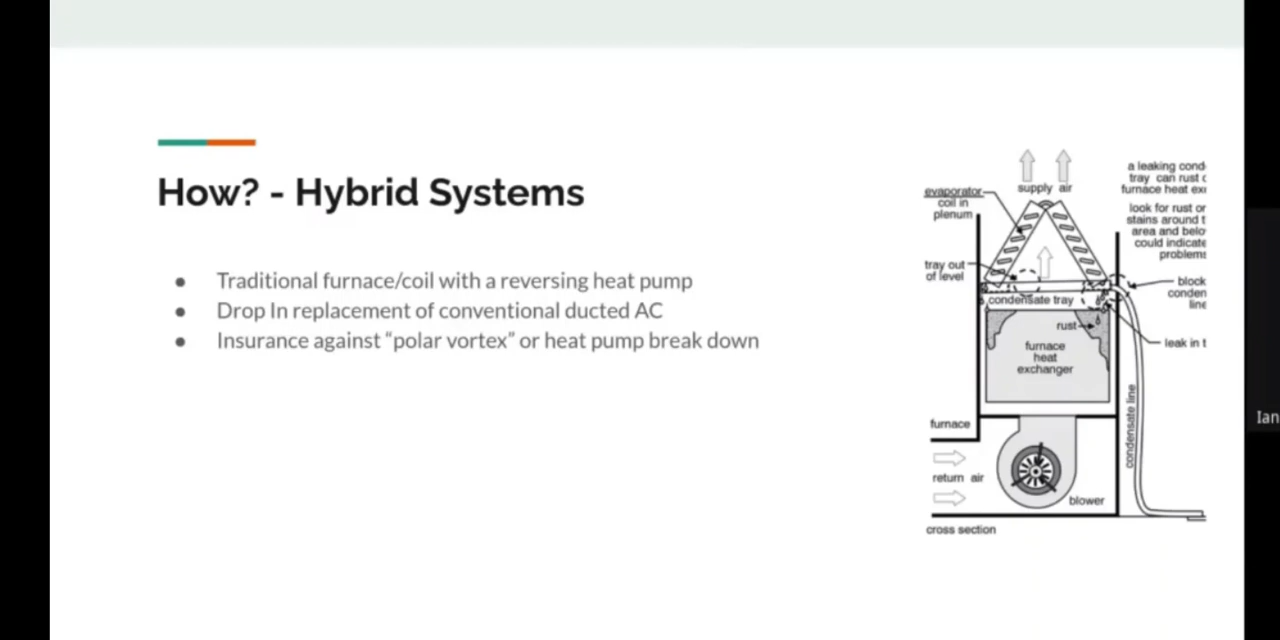 How? - Hybrid Systems
Traditional furnace/coil with a reversing heat pump
Drop In replacement of conventional ducted AC
Insurance against “polar vortex” or heat pump break down
supply air
evaporator
coil in
plenum
tray out
of level
condensate tray
rust
furnace
heat
exchanger
furnace
return air
blower
cross section
condensate line
a leaking cond
tray can rust
furnace heat
look for rust or
stains around
area and
could indicate
problems
block
conden
line
leak in
Ian